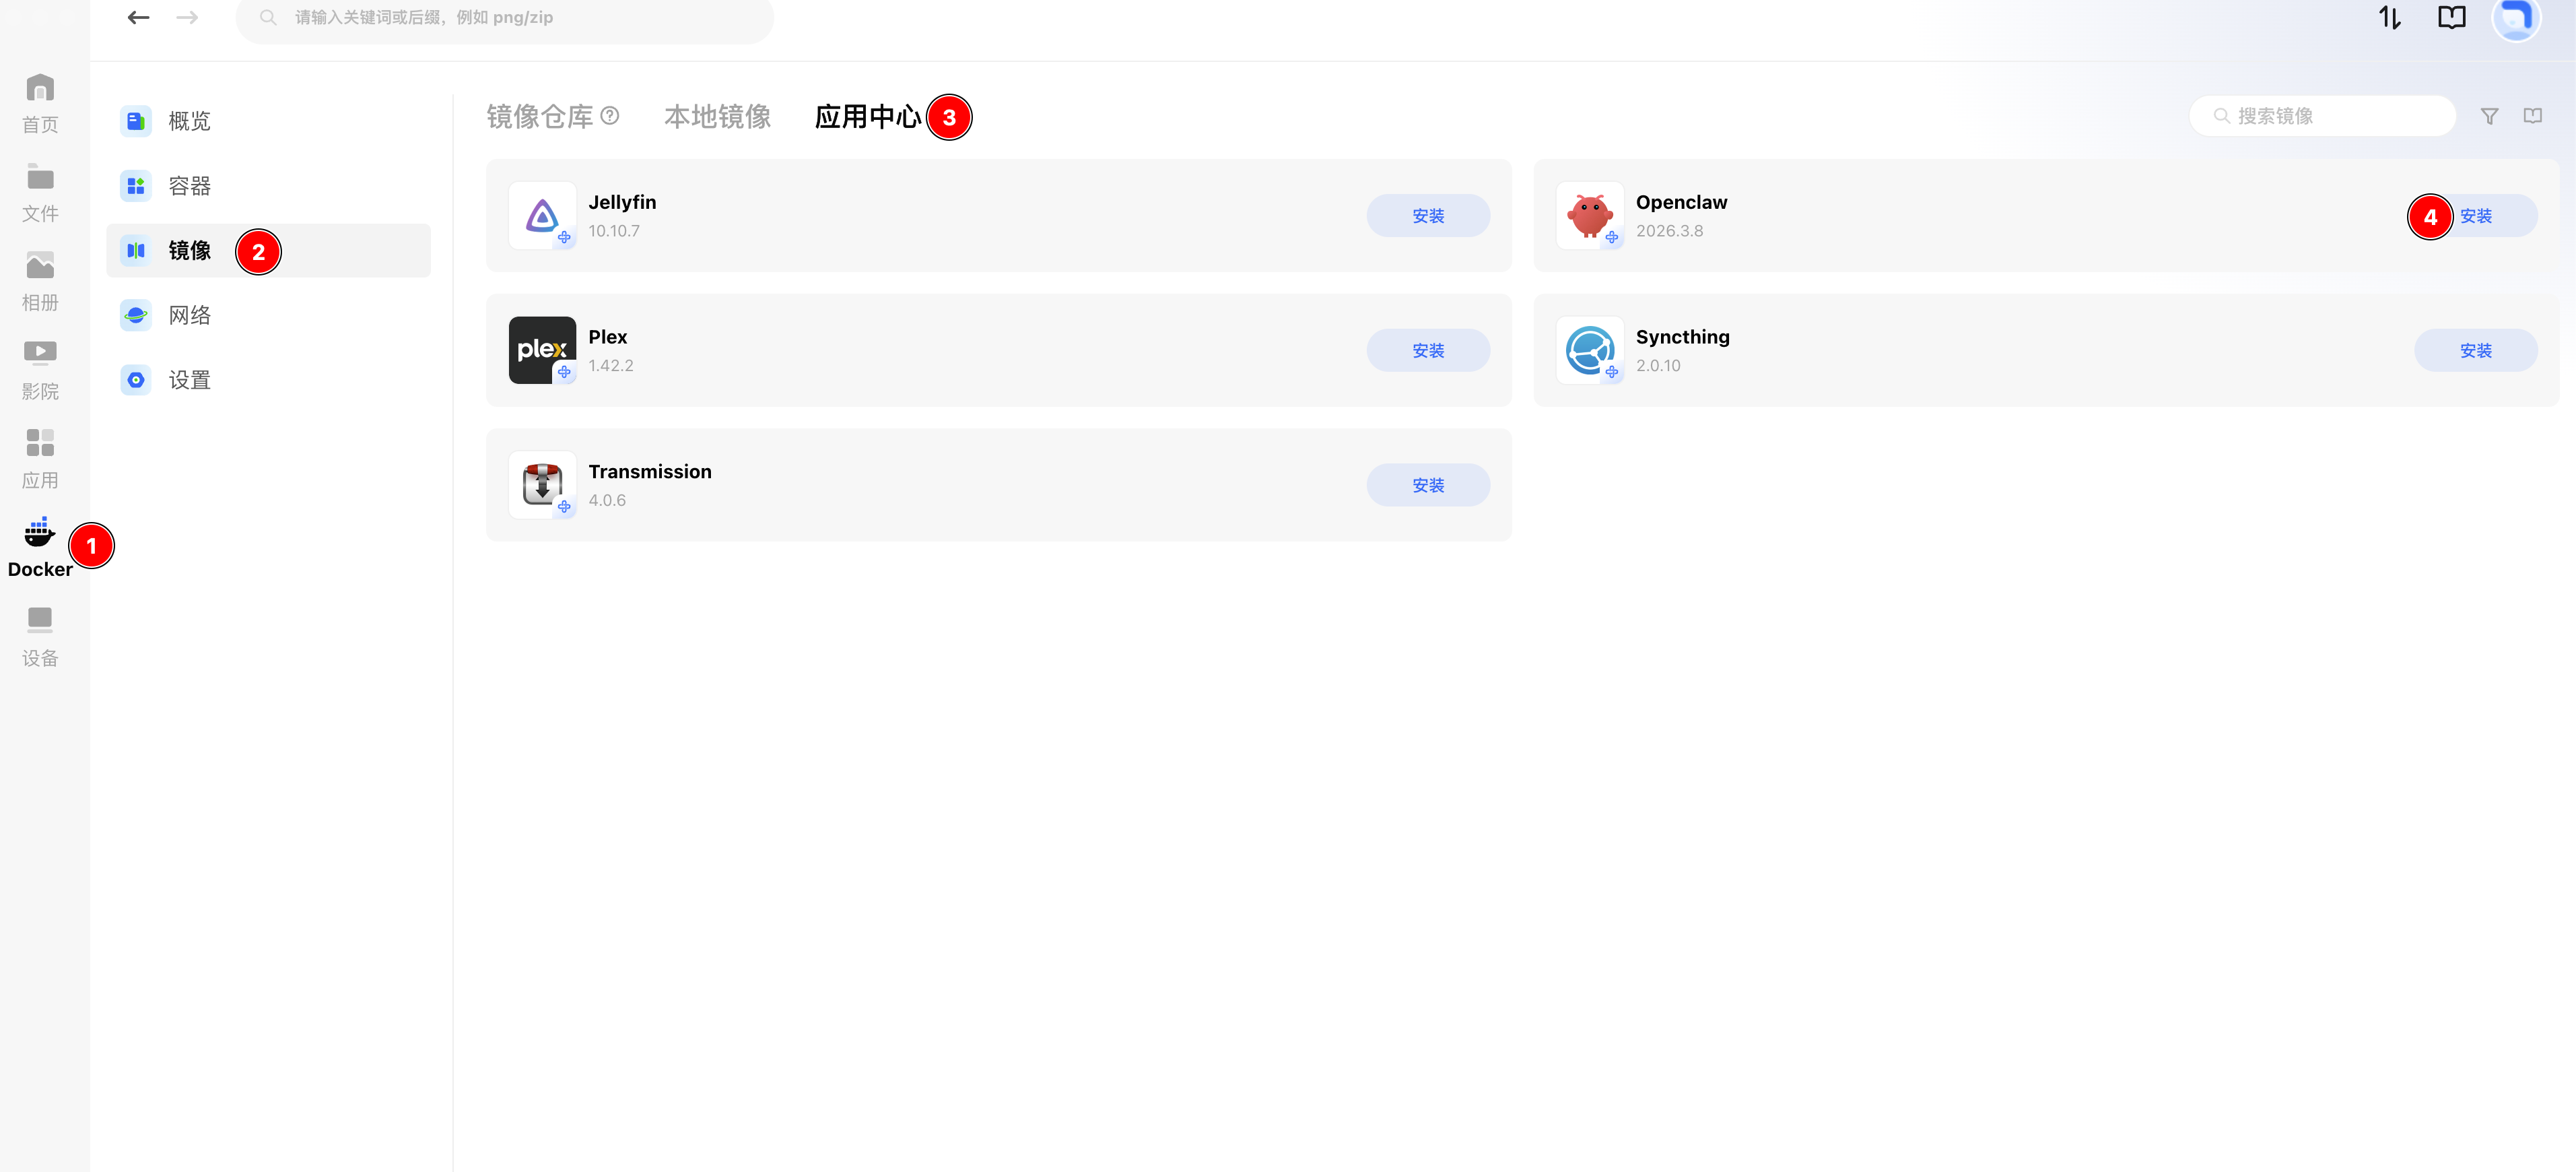 请输入关键词或后缀，例如 png/zip
首页
文件
相册
影院
应用
Docker
1
设备
概览
容器
镜像
2
网络
设置
镜像仓库
本地镜像
应用中心
3
搜索镜像
Jellyfin
10.10.7
安装
Openclaw
2026.3.8
4
安装
plex
Plex
1.42.2
安装
Syncthing
2.0.10
安装
Transmission
4.0.6
安装